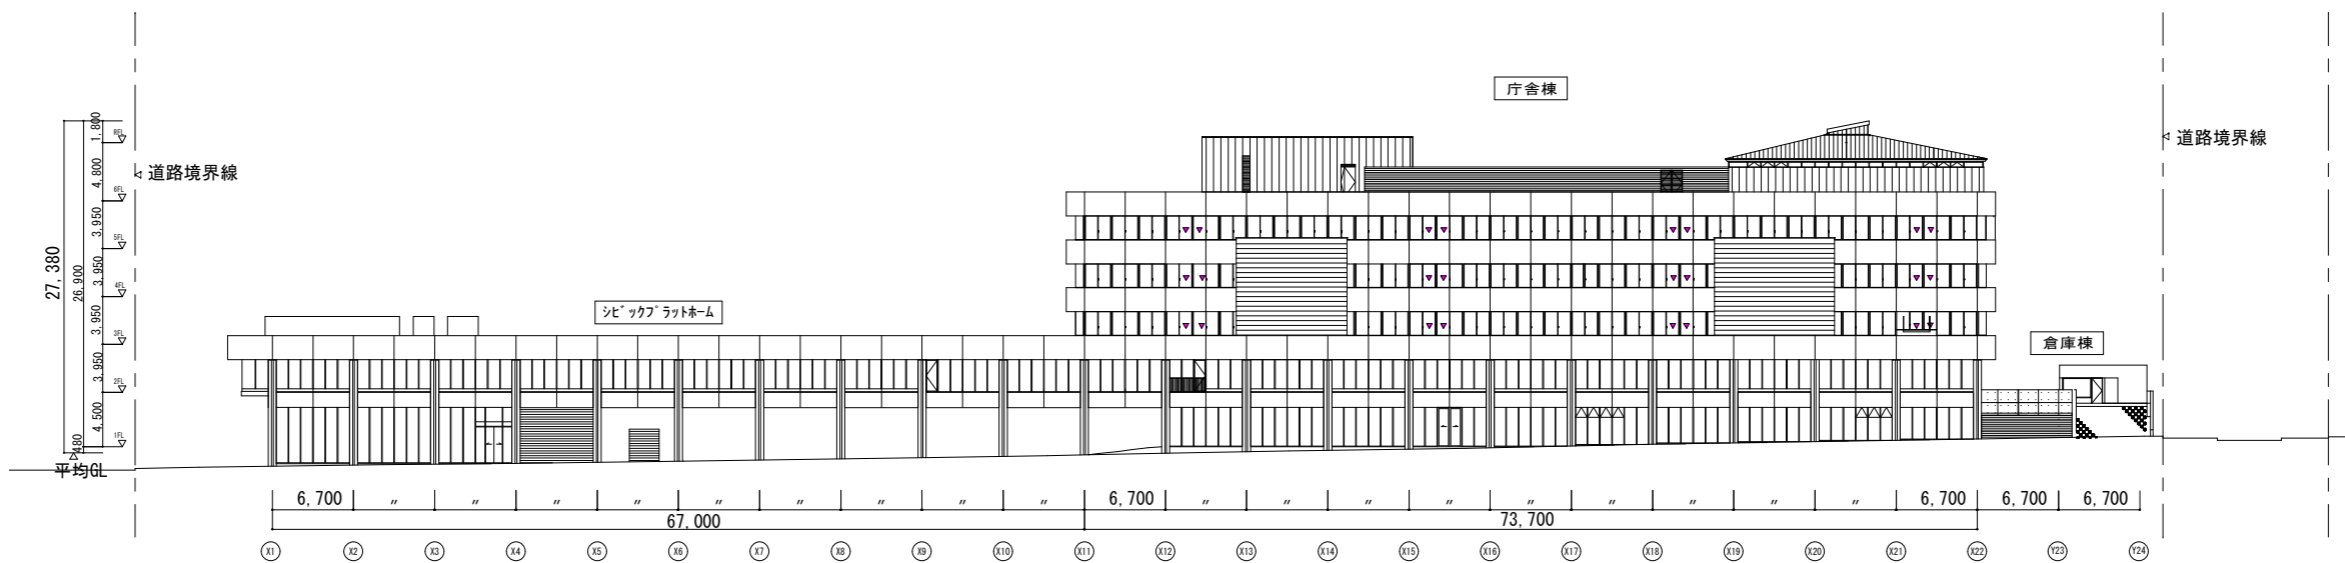 庁舎棟
道路境界線
道路境界線
シビックプラットホーム
倉庫棟
27,380
26,900
480
1,800
4,800
3,950
3,950
3,950
3,950
4,500
RFL
6FL
5FL
4FL
3FL
2FL
1FL
平均GL
6,700 〃 〃 〃 〃 〃 〃 〃 〃 〃 6,700 〃 〃 〃 〃 〃 〃 〃 〃 〃 6,700 6,700 6,700
67,000 73,700
X1 X2 X3 X4 X5 X6 X7 X8 X9 X10 X11 X12 X13 X14 X15 X16 X17 X18 X19 X20 X21 X22 Y23 Y24